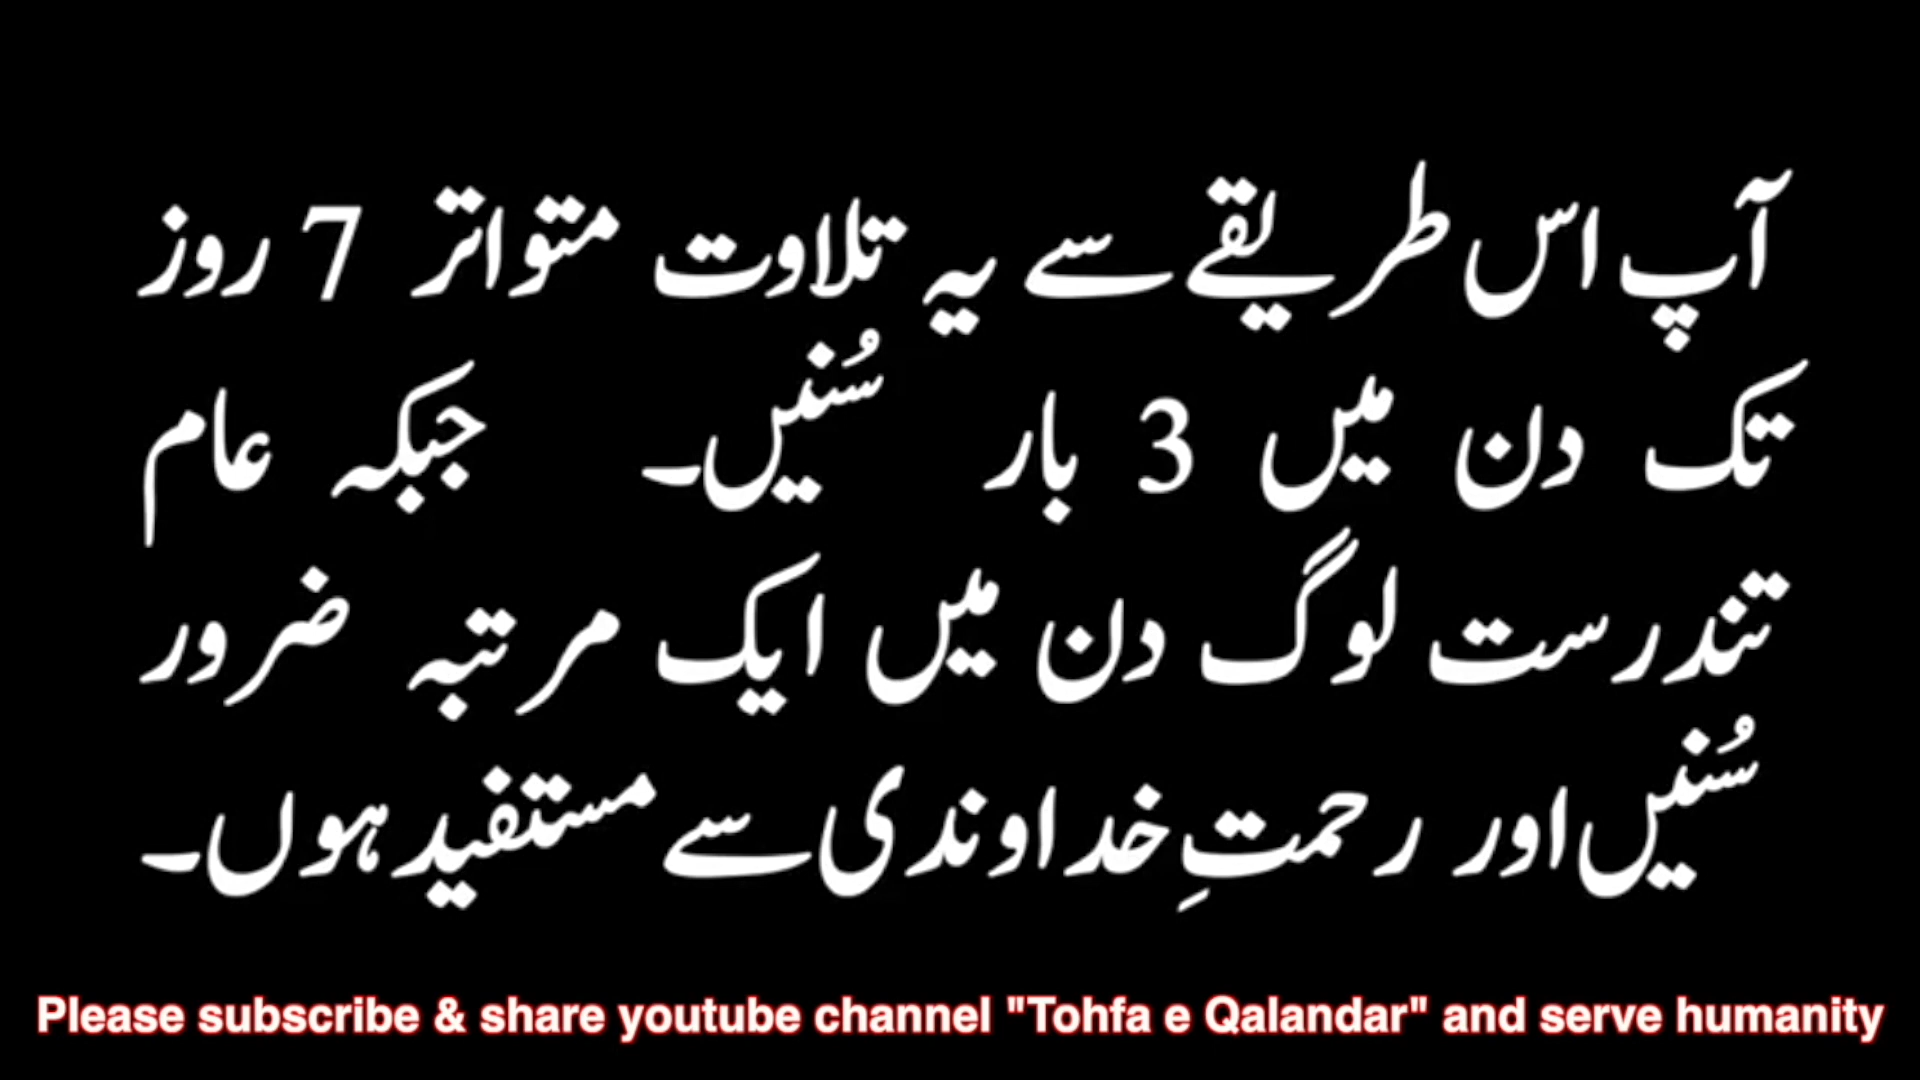 آپ اس طریقے سے یہ تلاوت متواتر 7 روز
تک دن میں 3 بار سُنیں۔ جبکہ عام
تندرست لوگ دن میں ایک مرتبہ ضرور
سُنیں اور رحمتِ خداوندی سے مستفید ہوں۔
Please subscribe & share youtube channel "Tohfa e Qalandar" and serve humanity